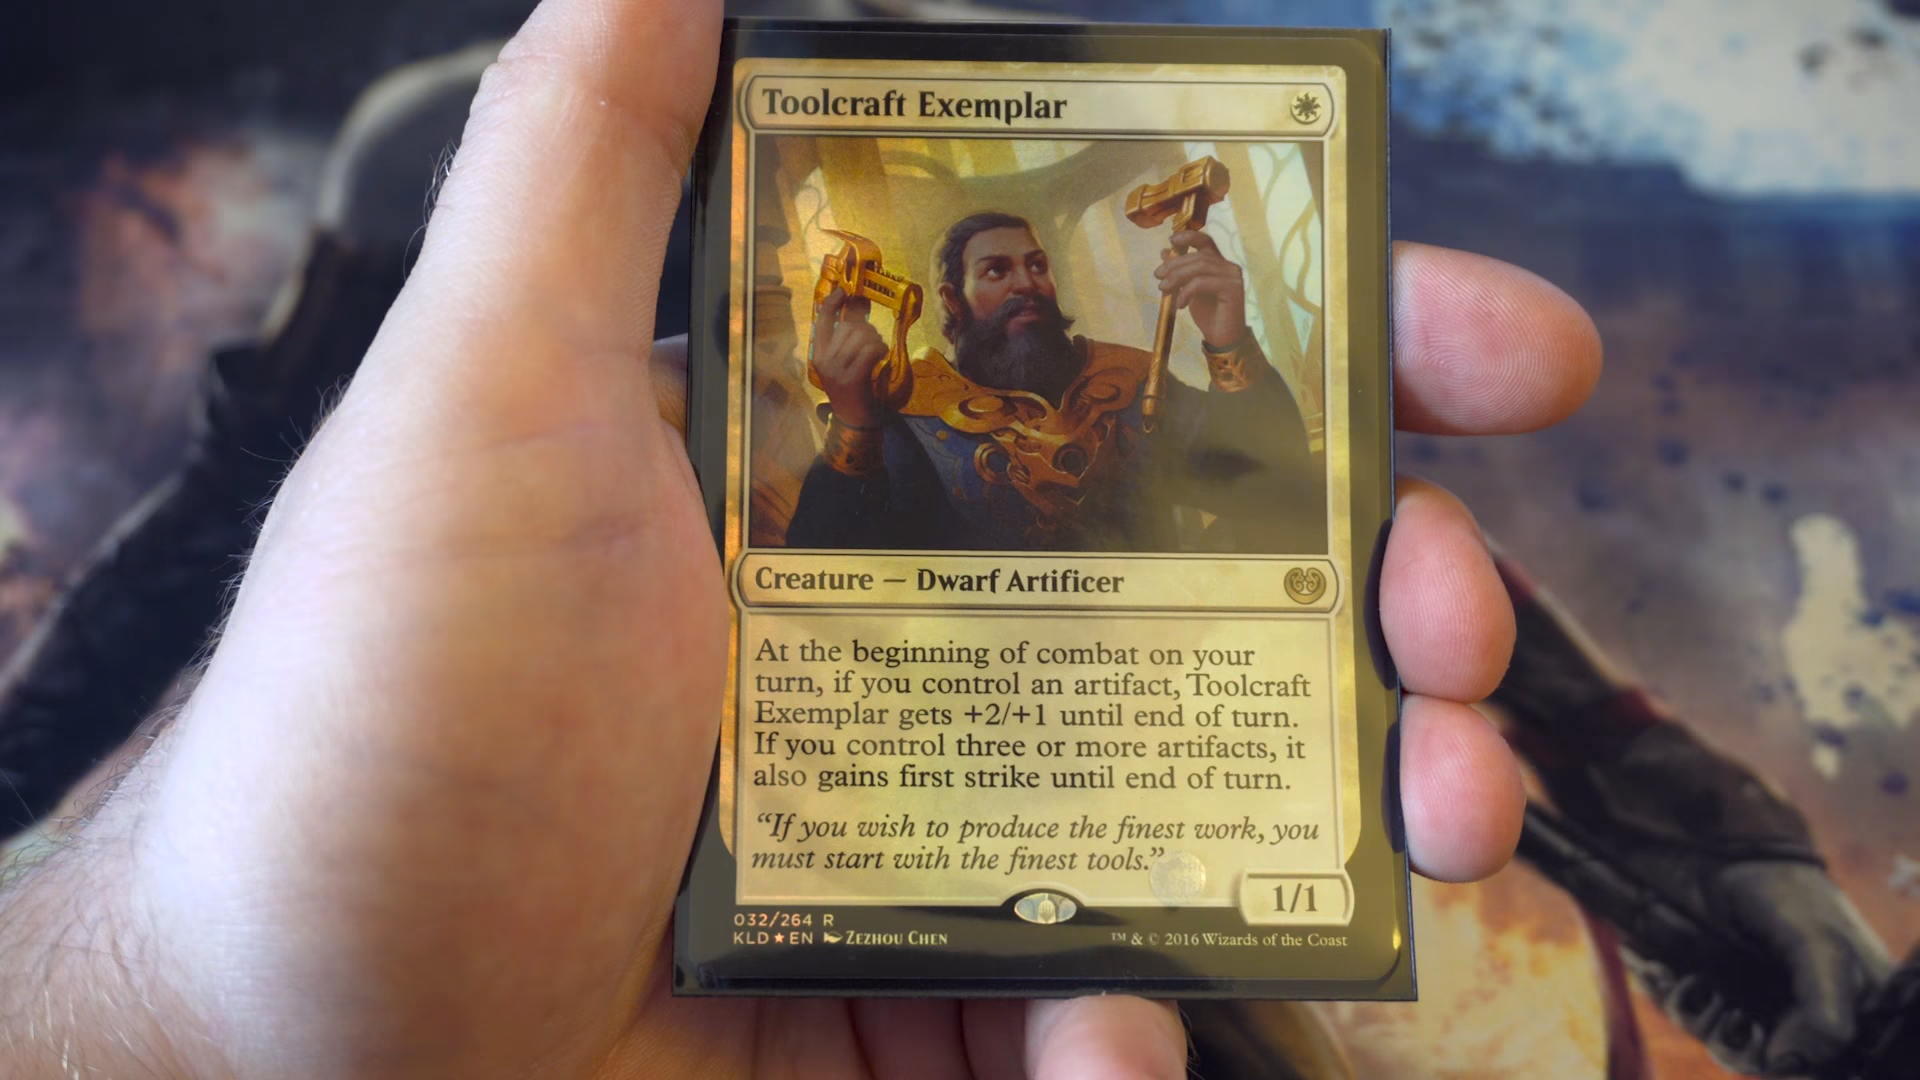 Toolcraft Exemplar
Creature — Dwarf Artificer
At the beginning of combat on your
turn, if you control an artifact, Toolcraft
Exemplar gets +2/+1 until end of turn.
If you control three or more artifacts, it
also gains first strike until end of turn.
“If you wish to produce the finest work, you
must start with the finest tools.”
1/1
032/264 R
KLD★EN Zezhou Chen
™ & © 2016 Wizards of the Coast